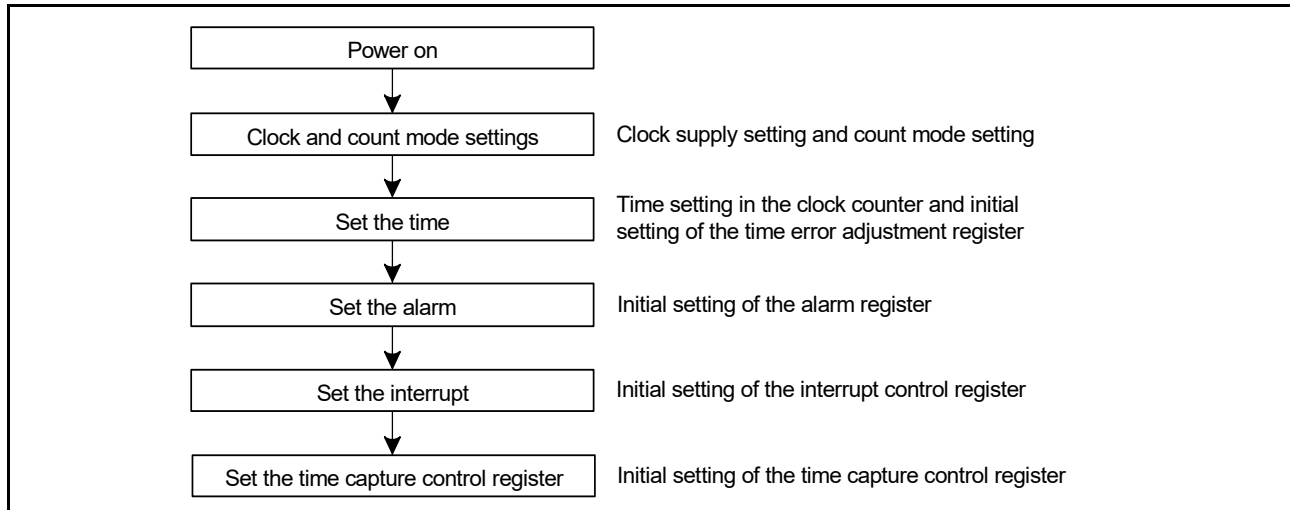 Power on
Clock and count mode settings
Clock supply setting and count mode setting
Set the time
Time setting in the clock counter and initial
setting of the time error adjustment register
Set the alarm
Initial setting of the alarm register
Set the interrupt
Initial setting of the interrupt control register
Set the time capture control register
Initial setting of the time capture control register